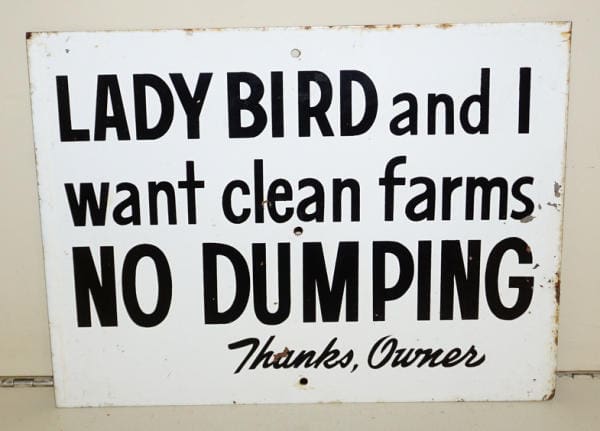 LADY BIRD and I
want clean farms
NO DUMPING
Thanks, Owner